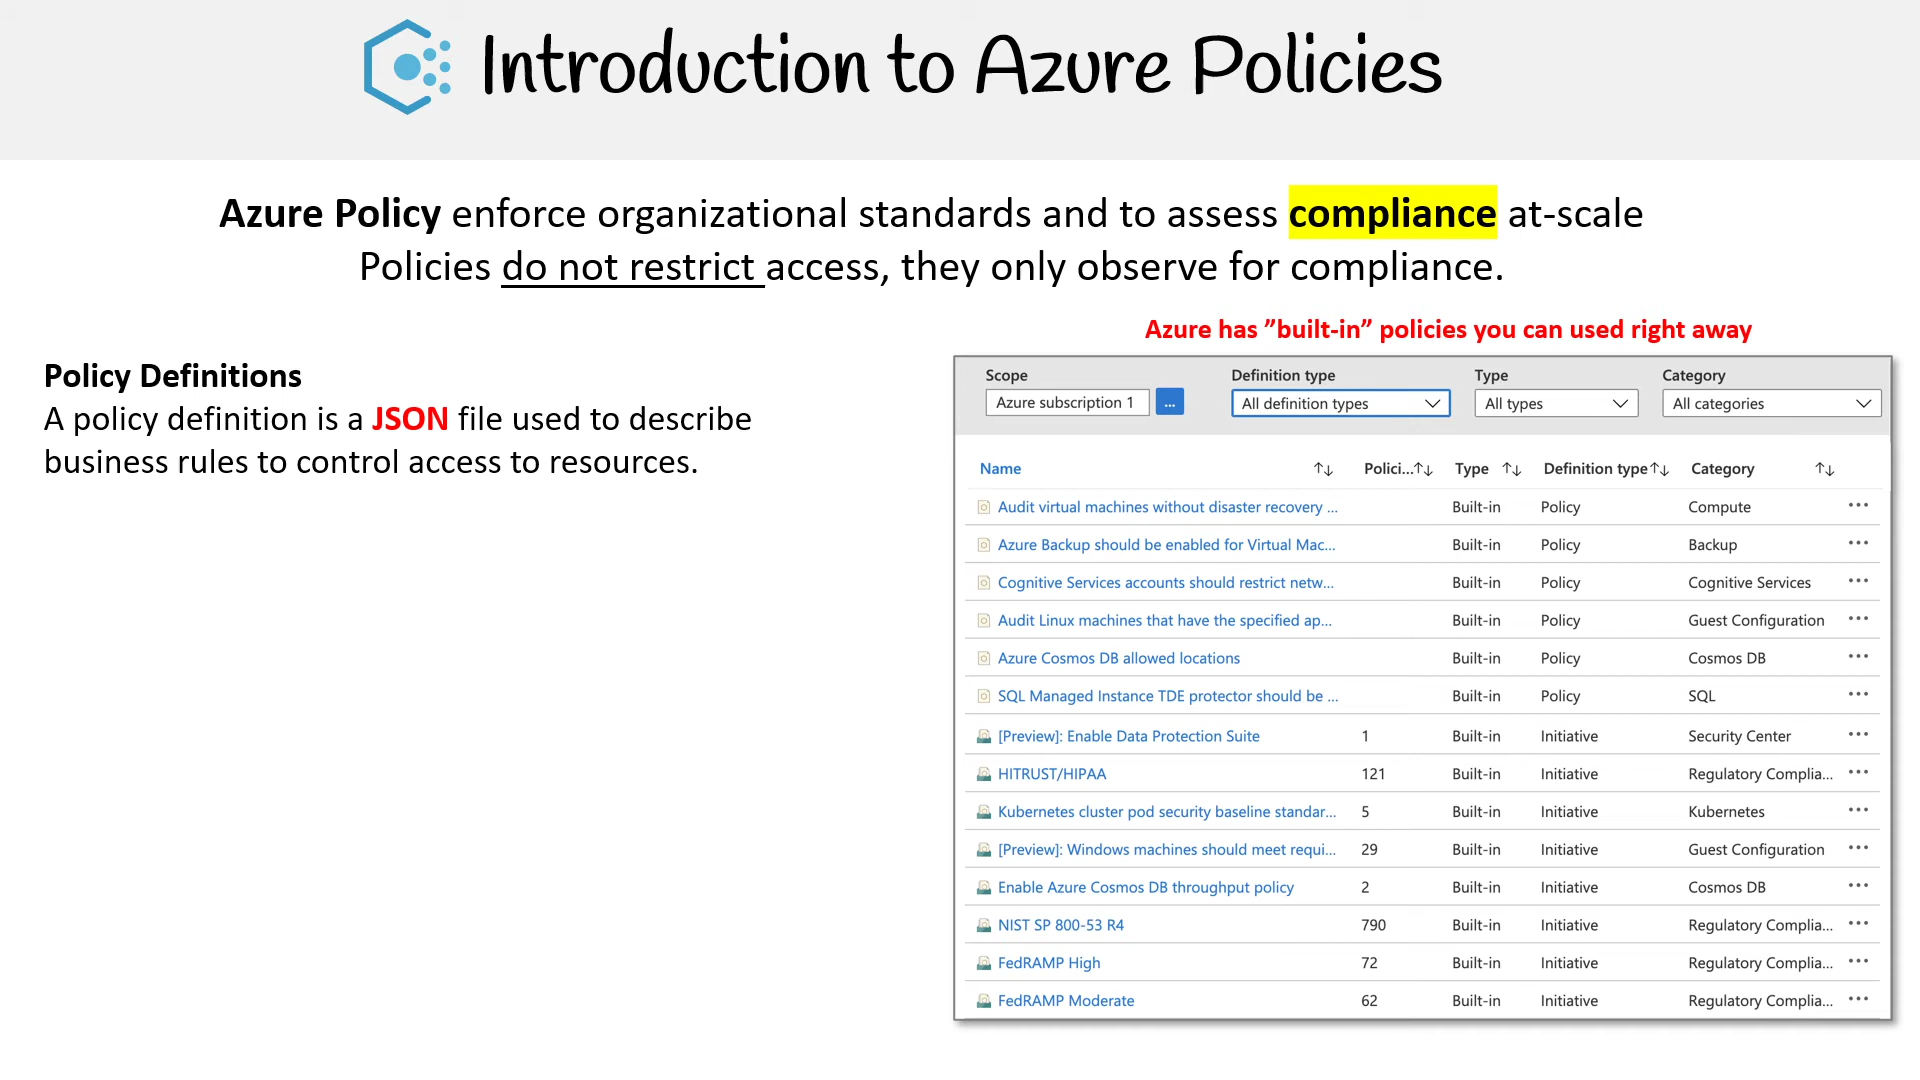 Introduction to Azure Policies
Azure Policy enforce organizational standards and to assess compliance at-scale
Policies do not restrict access, they only observe for compliance.
Policy Definitions
A policy definition is a JSON file used to describe
business rules to control access to resources.
Azure has ”built-in” policies you can used right away
Scope Definition type Type Category
Azure subscription 1 ... All definition types All types All categories
Name ↑↓ Polici...↑↓ Type ↑↓ Definition type↑↓ Category ↑↓
Audit virtual machines without disaster recovery ... Built-in Policy Compute ...
Azure Backup should be enabled for Virtual Mac... Built-in Policy Backup ...
Cognitive Services accounts should restrict netw... Built-in Policy Cognitive Services ...
Audit Linux machines that have the specified ap... Built-in Policy Guest Configuration ...
Azure Cosmos DB allowed locations Built-in Policy Cosmos DB ...
SQL Managed Instance TDE protector should be ... Built-in Policy SQL ...
[Preview]: Enable Data Protection Suite 1 Built-in Initiative Security Center ...
HITRUST/HIPAA 121 Built-in Initiative Regulatory Complia... ...
Kubernetes cluster pod security baseline standar... 5 Built-in Initiative Kubernetes ...
[Preview]: Windows machines should meet requi... 29 Built-in Initiative Guest Configuration ...
Enable Azure Cosmos DB throughput policy 2 Built-in Initiative Cosmos DB ...
NIST SP 800-53 R4 790 Built-in Initiative Regulatory Complia... ...
FedRAMP High 72 Built-in Initiative Regulatory Complia... ...
FedRAMP Moderate 62 Built-in Initiative Regulatory Complia... ...